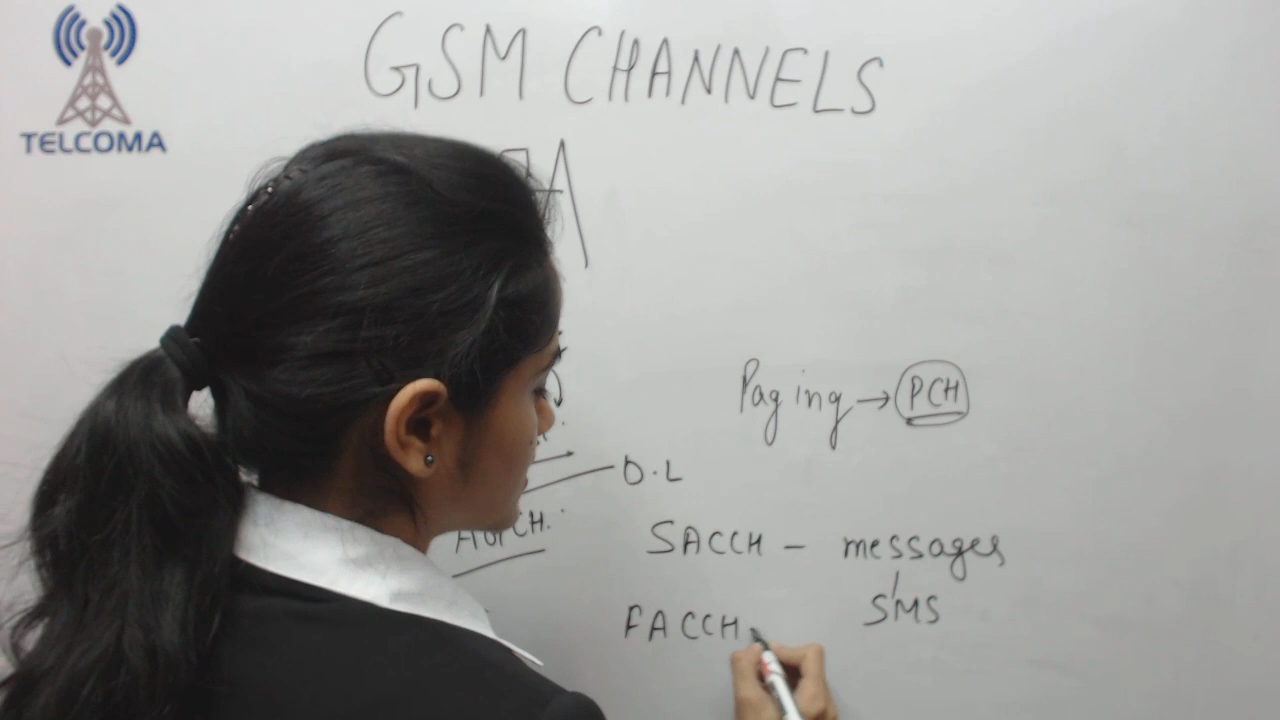 GSM CHANNELS
TELCOMA
Paging → PCH
D.L
SACCH - messages
SMS
FACCH